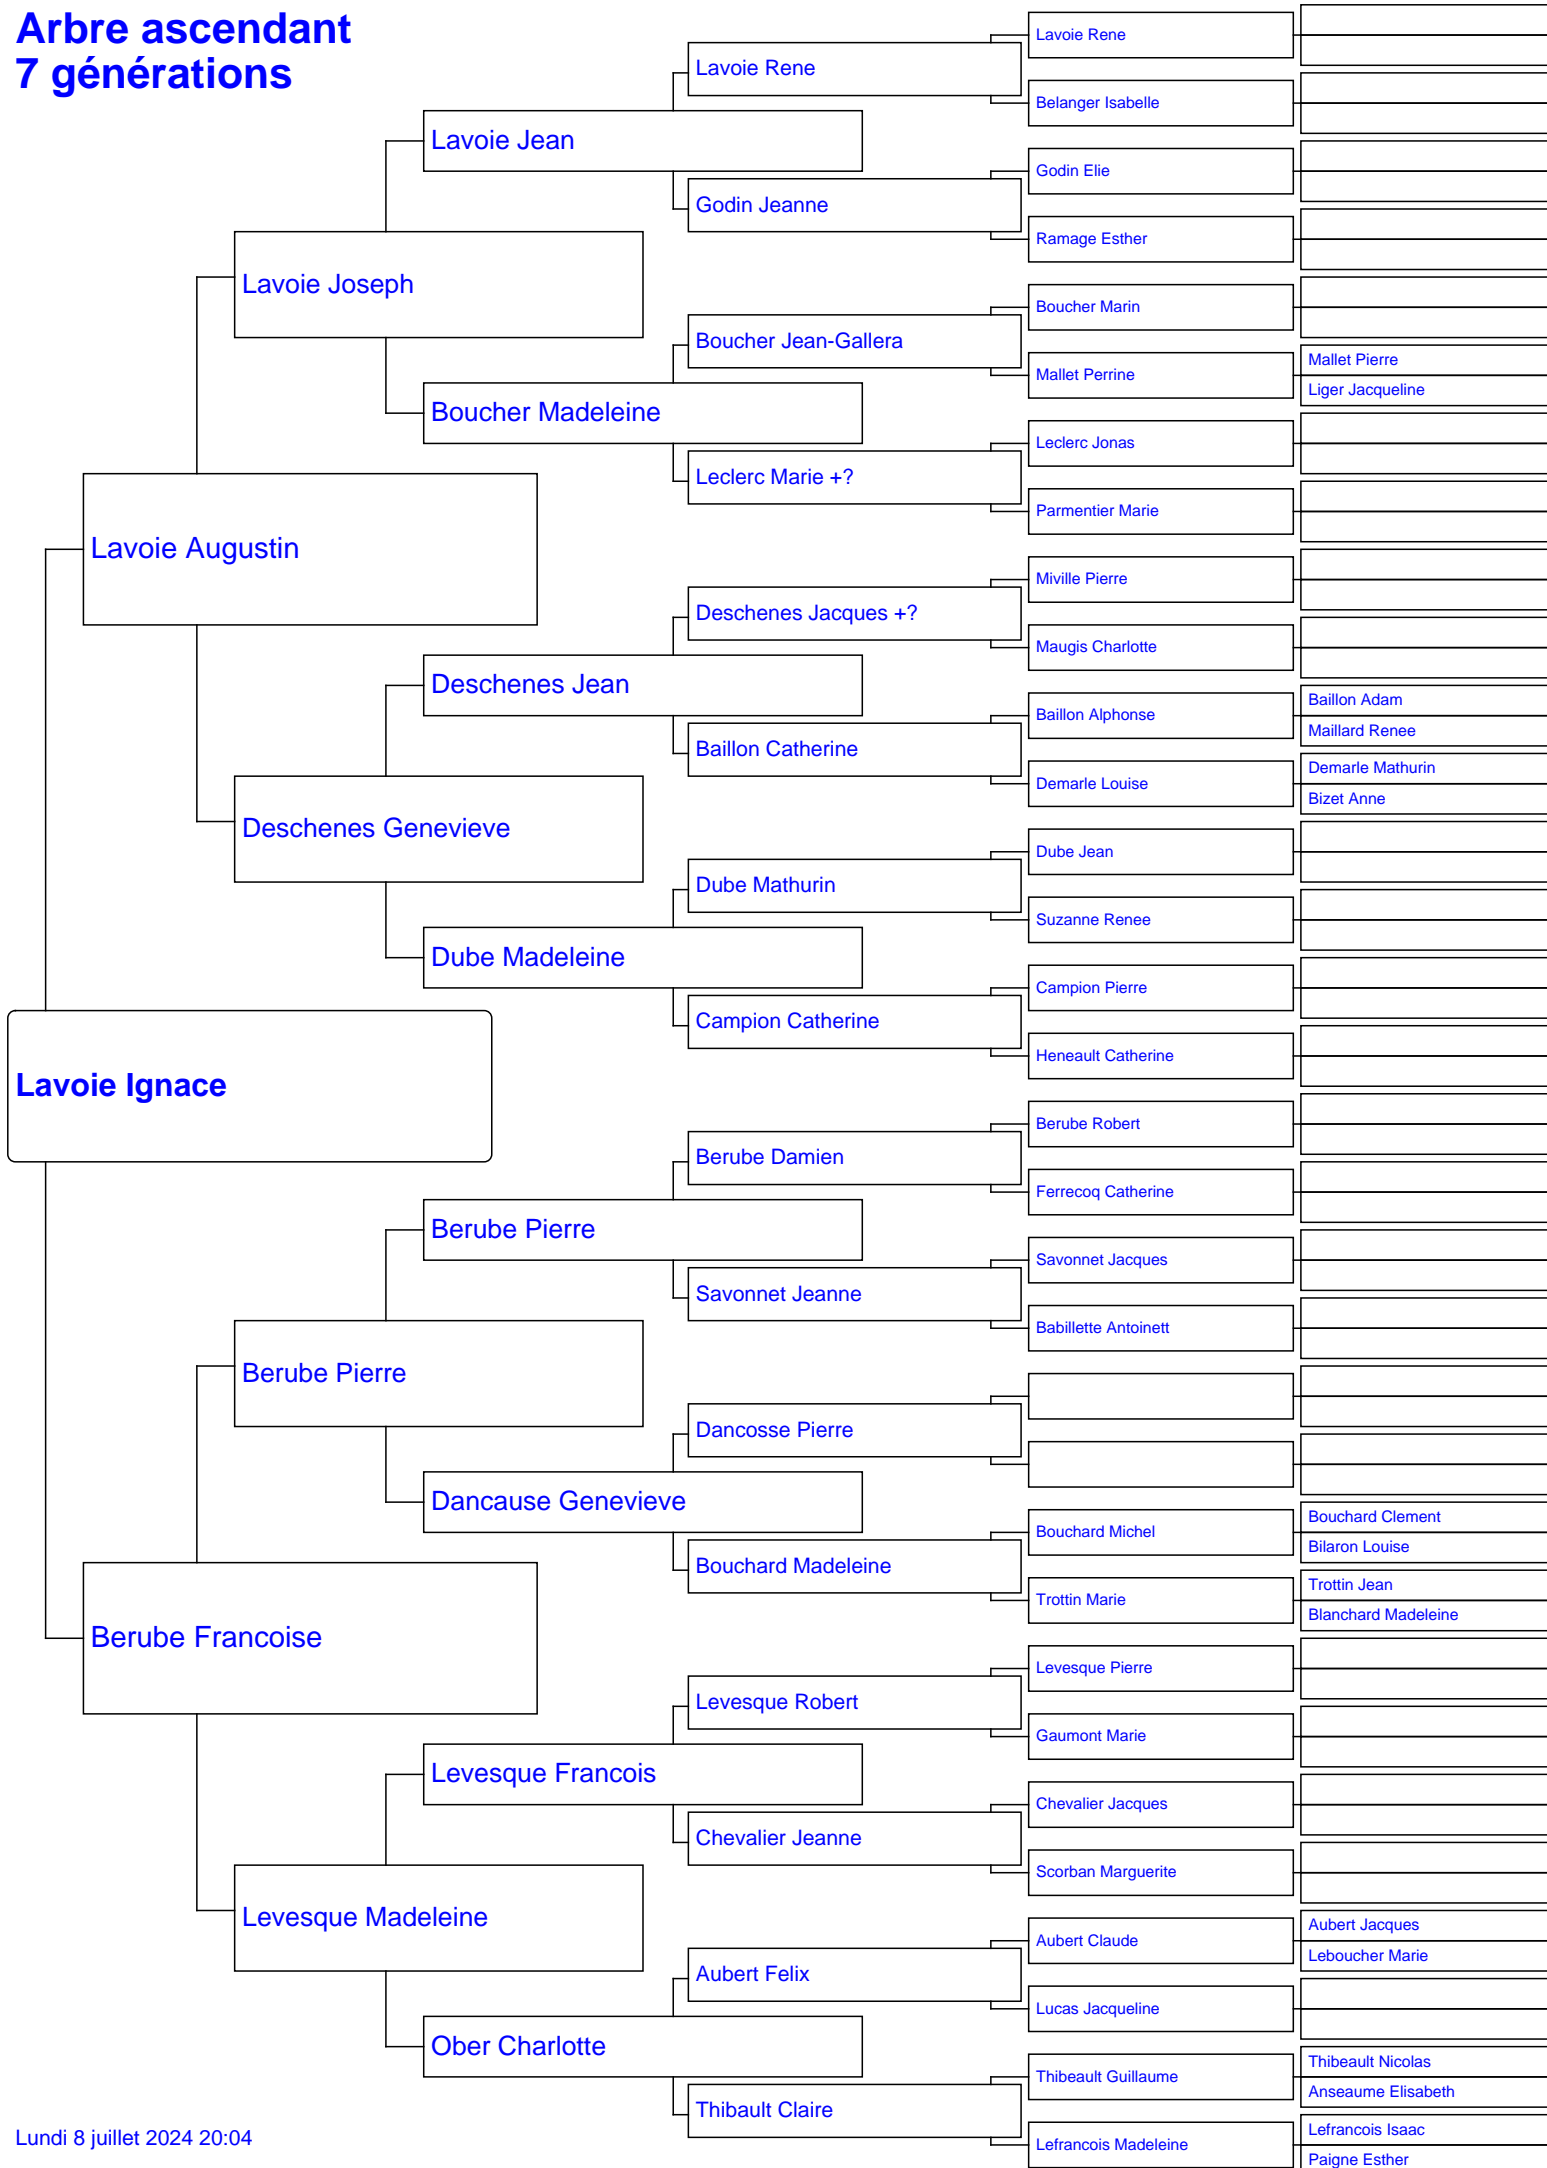 Arbre ascendant
7 générations
Lavoie Ignace
Lavoie Augustin
Berube Francoise
Lavoie Joseph
Deschenes Genevieve
Berube Pierre
Levesque Madeleine
Lavoie Jean
Boucher Madeleine
Deschenes Jean
Dube Madeleine
Berube Pierre
Dancause Genevieve
Levesque Francois
Ober Charlotte
Lavoie Rene
Godin Jeanne
Boucher Jean-Gallera
Leclerc Marie +?
Deschenes Jacques +?
Baillon Catherine
Dube Mathurin
Campion Catherine
Berube Damien
Savonnet Jeanne
Dancosse Pierre
Bouchard Madeleine
Levesque Robert
Chevalier Jeanne
Aubert Felix
Thibault Claire
Lavoie Rene
Belanger Isabelle
Godin Elie
Ramage Esther
Boucher Marin
Mallet Perrine
Leclerc Jonas
Parmentier Marie
Miville Pierre
Maugis Charlotte
Baillon Alphonse
Demarle Louise
Dube Jean
Suzanne Renee
Campion Pierre
Heneault Catherine
Berube Robert
Ferrecoq Catherine
Savonnet Jacques
Babillette Antoinett
Bouchard Michel
Trottin Marie
Levesque Pierre
Gaumont Marie
Chevalier Jacques
Scorban Marguerite
Aubert Claude
Lucas Jacqueline
Thibeault Guillaume
Lefrancois Madeleine
Mallet Pierre
Liger Jacqueline
Baillon Adam
Maillard Renee
Demarle Mathurin
Bizet Anne
Bouchard Clement
Bilaron Louise
Trottin Jean
Blanchard Madeleine
Aubert Jacques
Leboucher Marie
Thibeault Nicolas
Anseaume Elisabeth
Lefrancois Isaac
Paigne Esther
Lundi 8 juillet 2024 20:04